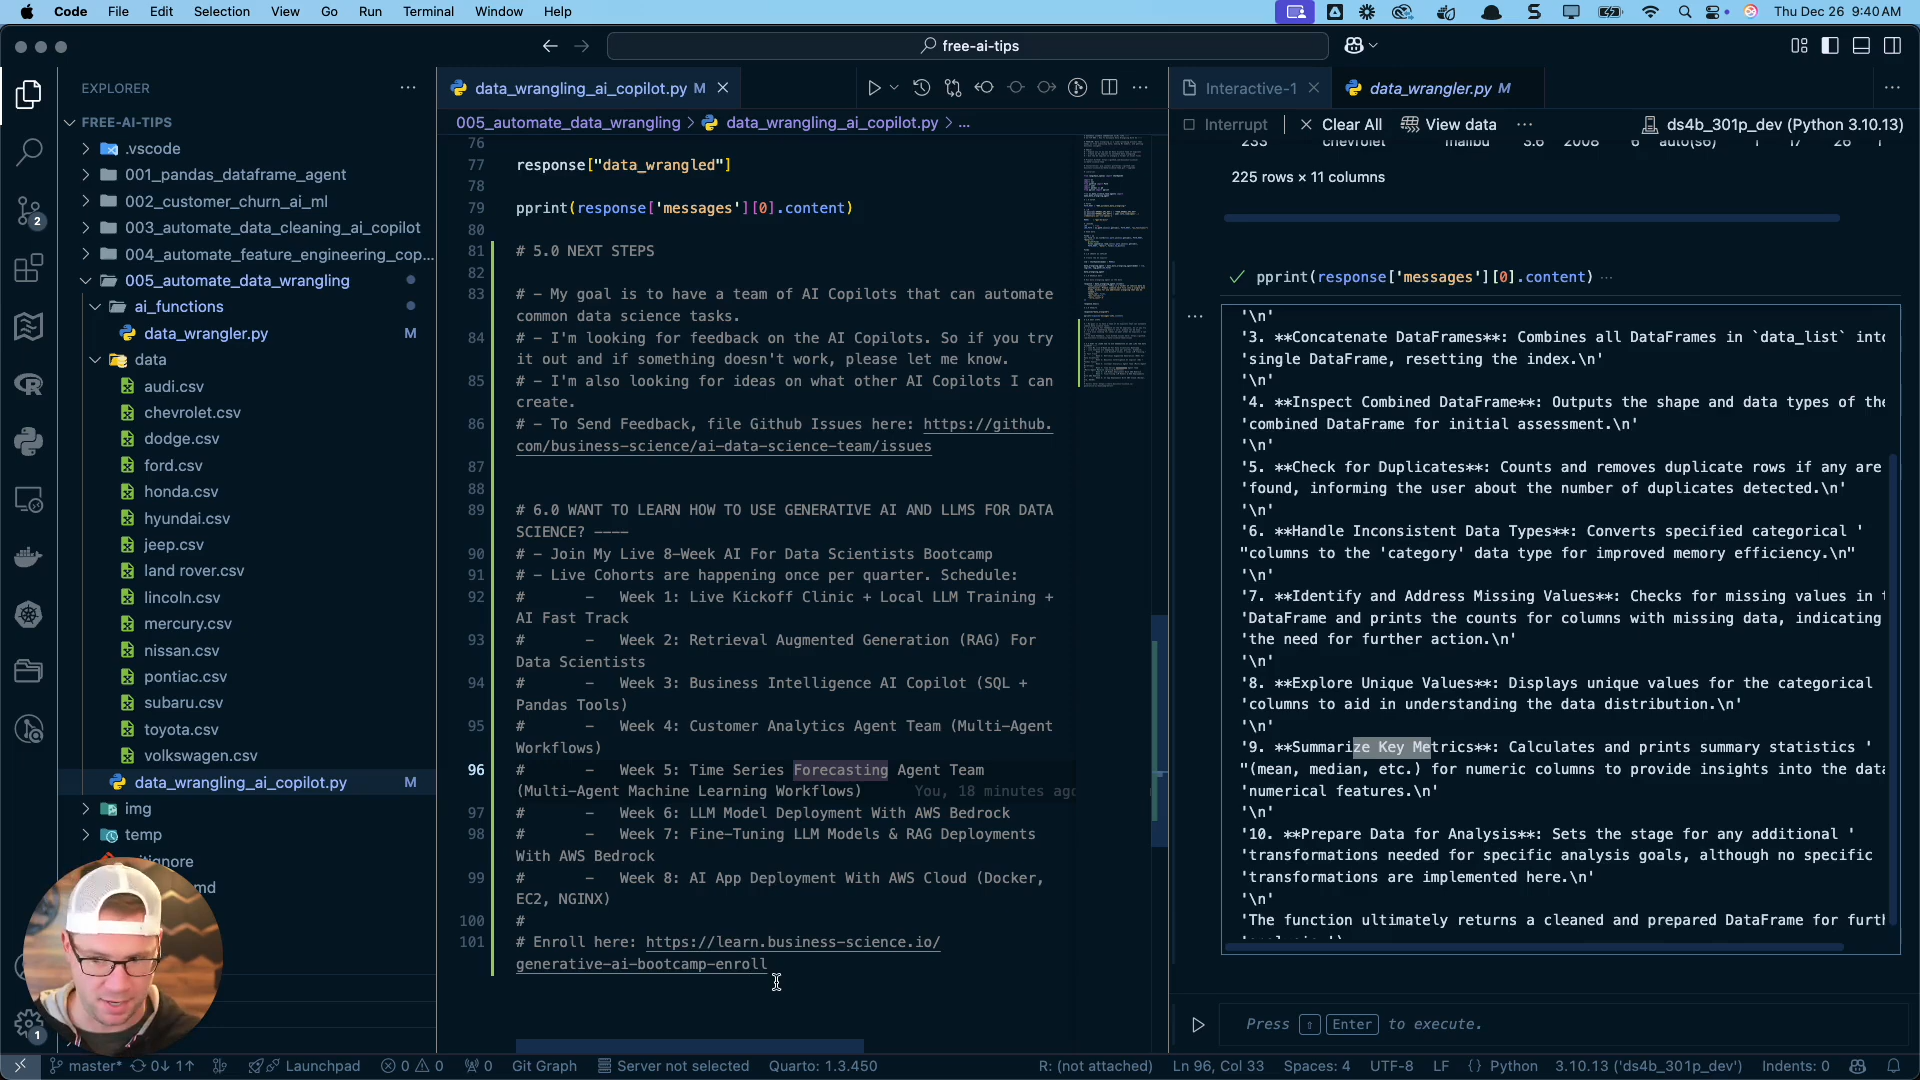 Code File Edit Selection View Go Run Terminal Window Help
Thu Dec 26 9:40 AM
free-ai-tips
EXPLORER
FREE-AI-TIPS
.vscode
001_pandas_dataframe_agent
002_customer_churn_ai_ml
003_automate_data_cleaning_ai_copilot
004_automate_feature_engineering_cop...
005_automate_data_wrangling
ai_functions
data_wrangler.py M
data
audi.csv
chevrolet.csv
dodge.csv
ford.csv
honda.csv
hyundai.csv
jeep.csv
land rover.csv
lincoln.csv
mercury.csv
nissan.csv
pontiac.csv
subaru.csv
toyota.csv
volkswagen.csv
data_wrangling_ai_copilot.py M
img
temp
itignore
md
2
1
data_wrangling_ai_copilot.py M
005_automate_data_wrangling > data_wrangling_ai_copilot.py > ...
76
77 response["data_wrangled"]
78
79 pprint(response['messages'][0].content)
80
81 # 5.0 NEXT STEPS
82
83 # - My goal is to have a team of AI Copilots that can automate
common data science tasks.
84 # - I'm looking for feedback on the AI Copilots. So if you try
it out and if something doesn't work, please let me know.
85 # - I'm also looking for ideas on what other AI Copilots I can
create.
86 # - To Send Feedback, file Github Issues here: https://github.
com/business-science/ai-data-science-team/issues
87
88
89 # 6.0 WANT TO LEARN HOW TO USE GENERATIVE AI AND LLMS FOR DATA
SCIENCE? ----
90 # - Join My Live 8-Week AI For Data Scientists Bootcamp
91 # - Live Cohorts are happening once per quarter. Schedule:
92 # - Week 1: Live Kickoff Clinic + Local LLM Training +
AI Fast Track
93 # - Week 2: Retrieval Augmented Generation (RAG) For
Data Scientists
94 # - Week 3: Business Intelligence AI Copilot (SQL +
Pandas Tools)
95 # - Week 4: Customer Analytics Agent Team (Multi-Agent
Workflows)
96 # - Week 5: Time Series Forecasting Agent Team
(Multi-Agent Machine Learning Workflows) You, 18 minutes ago
97 # - Week 6: LLM Model Deployment With AWS Bedrock
98 # - Week 7: Fine-Tuning LLM Models & RAG Deployments
With AWS Bedrock
99 # - Week 8: AI App Deployment With AWS Cloud (Docker,
EC2, NGINX)
100 #
101 # Enroll here: https://learn.business-science.io/
generative-ai-bootcamp-enroll
Interactive-1 data_wrangler.py M
Interrupt Clear All View data ... ds4b_301p_dev (Python 3.10.13)
233 chevrolet malibu 3.6 2008 6 auto(s6) 1 17 26
225 rows × 11 columns
pprint(response['messages'][0].content) ...
'\n'
'3. **Concatenate DataFrames**: Combines all DataFrames in `data_list` into
'single DataFrame, resetting the index.\n'
'\n'
'4. **Inspect Combined DataFrame**: Outputs the shape and data types of the
'combined DataFrame for initial assessment.\n'
'\n'
'5. **Check for Duplicates**: Counts and removes duplicate rows if any are
'found, informing the user about the number of duplicates detected.\n'
'\n'
'6. **Handle Inconsistent Data Types**: Converts specified categorical '
"columns to the 'category' data type for improved memory efficiency.\n"
'\n'
'7. **Identify and Address Missing Values**: Checks for missing values in t
'DataFrame and prints the counts for columns with missing data, indicating
'the need for further action.\n'
'\n'
'8. **Explore Unique Values**: Displays unique values for the categorical
'columns to aid in understanding the data distribution.\n'
'\n'
'9. **Summarize Key Metrics**: Calculates and prints summary statistics '
"(mean, median, etc.) for numeric columns to provide insights into the data
'numerical features.\n'
'\n'
'10. **Prepare Data for Analysis**: Sets the stage for any additional '
'transformations needed for specific analysis goals, although no specific
'transformations are implemented here.\n'
'\n'
'The function ultimately returns a cleaned and prepared DataFrame for furth
Press ⇧ Enter to execute.
master* 0↓ 1↑ Launchpad 0 0 0 Git Graph Server not selected Quarto: 1.3.450 R: (not attached) Ln 96, Col 33 Spaces: 4 UTF-8 LF {} Python 3.10.13 ('ds4b_301p_dev') Indents: 0